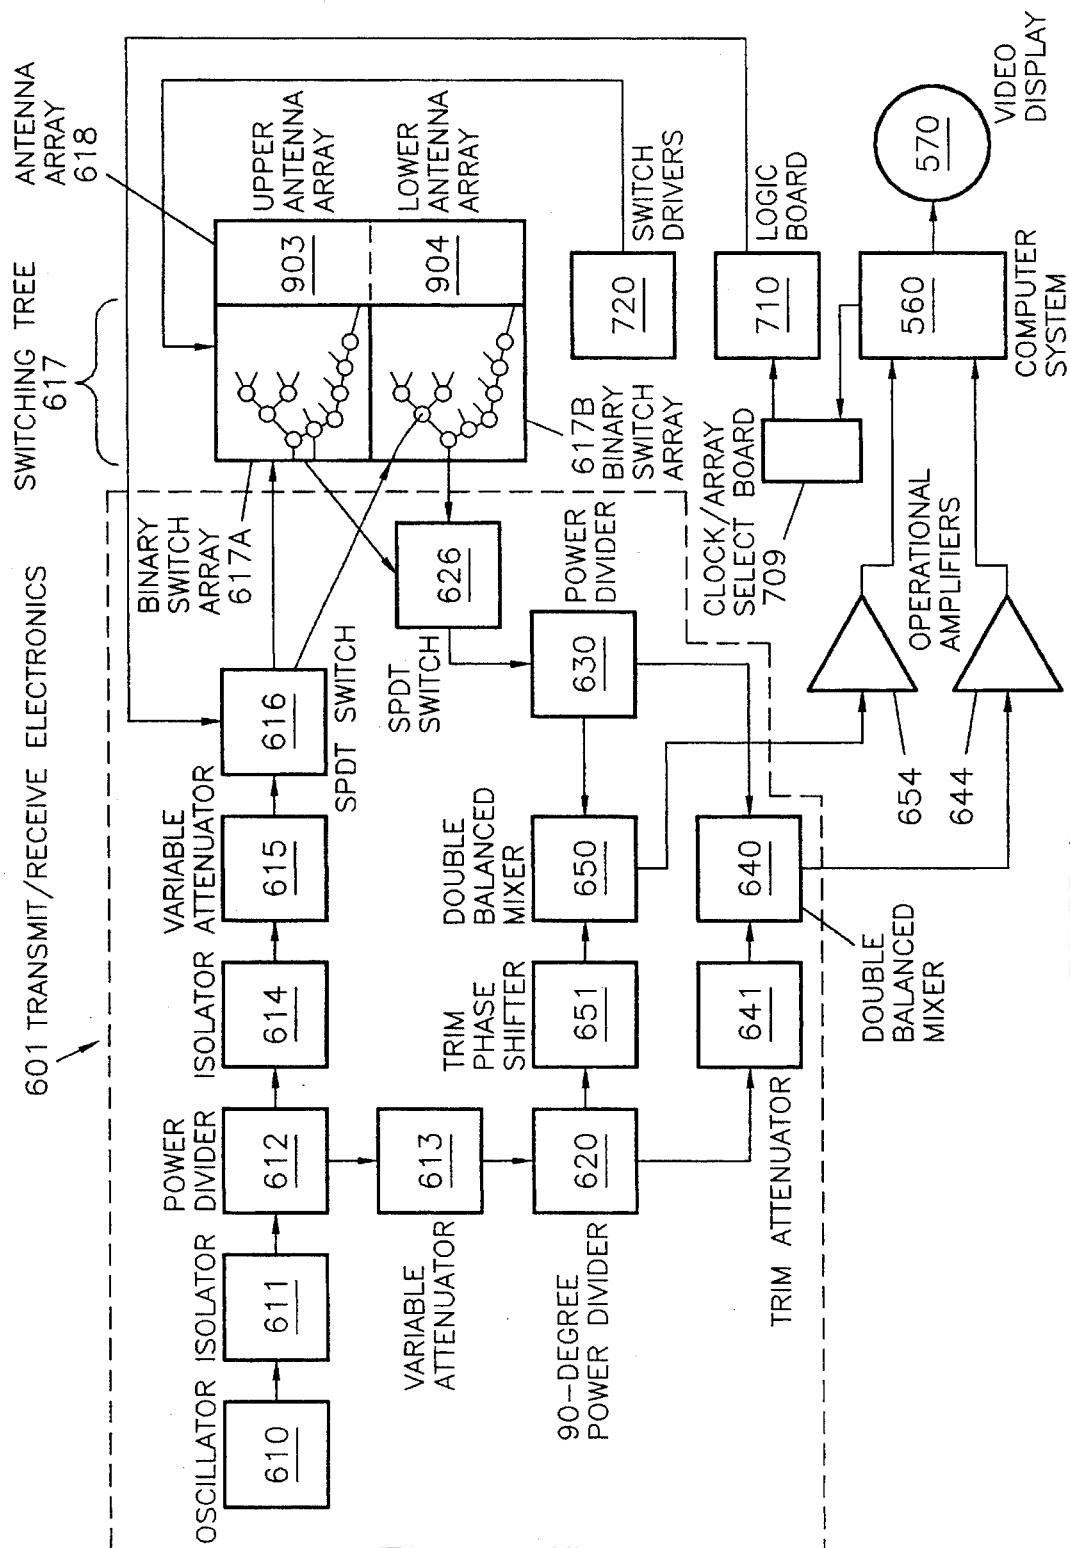 601 TRANSMIT/RECEIVE ELECTRONICS
SWITCHING TREE
617
ANTENNA
ARRAY
618
OSCILLATOR
610
ISOLATOR
611
POWER
DIVIDER
612
ISOLATOR
614
VARIABLE
ATTENUATOR
615
616
SPDT SWITCH
BINARY
SWITCH
ARRAY
617A
UPPER
ANTENNA
ARRAY
903
LOWER
ANTENNA
ARRAY
904
VARIABLE
ATTENUATOR
613
626
SPDT
SWITCH
617B
BINARY
SWITCH
ARRAY
90-DEGREE
POWER DIVIDER
620
TRIM
PHASE
SHIFTER
651
DOUBLE
BALANCED
MIXER
650
630
POWER
DIVIDER
720
SWITCH
DRIVERS
TRIM ATTENUATOR
641
640
DOUBLE
BALANCED
MIXER
CLOCK/ARRAY
SELECT BOARD
709
710
LOGIC
BOARD
654
644
OPERATIONAL
AMPLIFIERS
560
COMPUTER
SYSTEM
570
VIDEO
DISPLAY